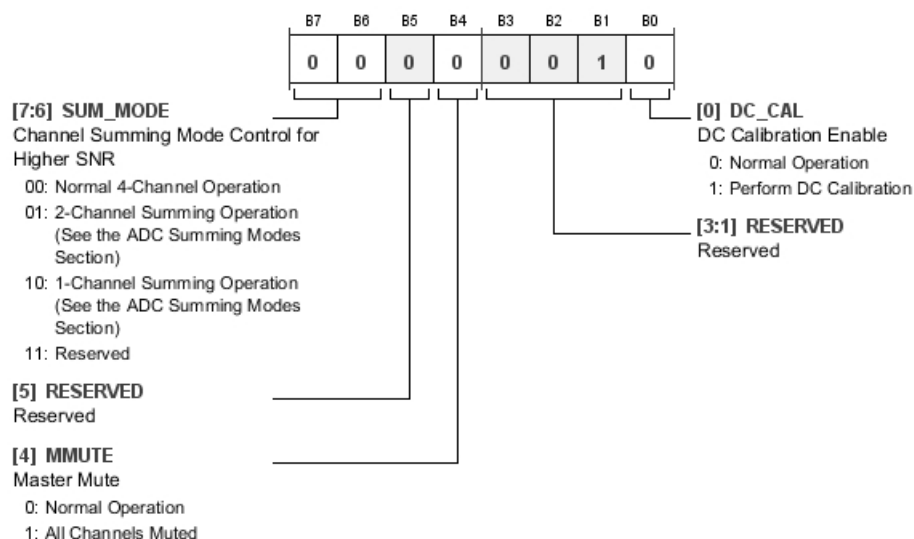 B7 B6 B5 B4 B3 B2 B1 B0
0 0 0 0 0 0 1 0
[7:6] SUM_MODE
Channel Summing Mode Control for
Higher SNR
00: Normal 4-Channel Operation
01: 2-Channel Summing Operation
(See the ADC Summing Modes
Section)
10: 1-Channel Summing Operation
(See the ADC Summing Modes
Section)
11: Reserved
[5] RESERVED
Reserved
[4] MMUTE
Master Mute
0: Normal Operation
1: All Channels Muted
[0] DC_CAL
DC Calibration Enable
0: Normal Operation
1: Perform DC Calibration
[3:1] RESERVED
Reserved